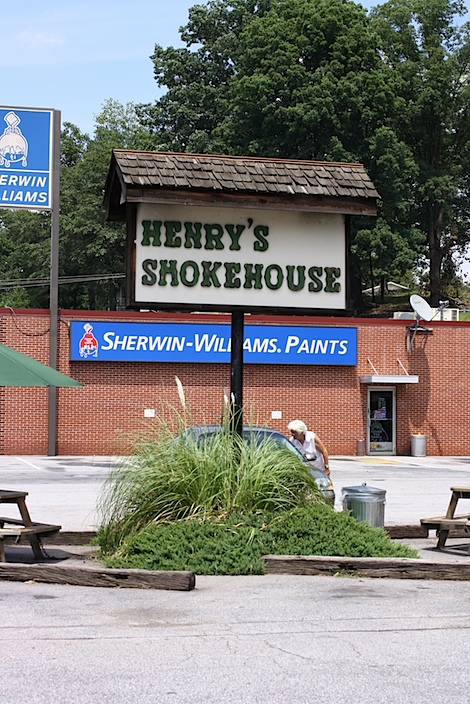 ERWIN
LIAMS
HENRY'S
SMOKEHOUSE
SHERWIN-WILLIAMS. PAINTS